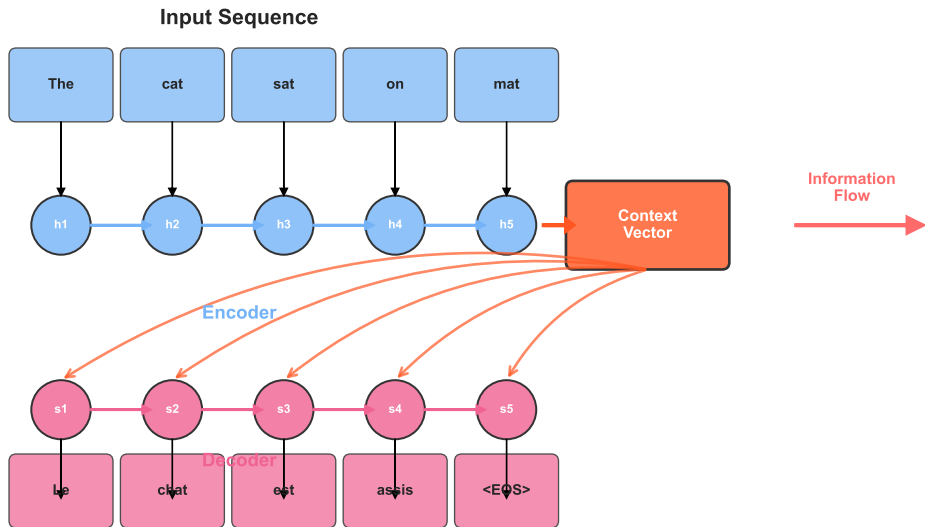 Input Sequence
The cat sat on mat
Information
Flow
h1 h2 h3 h4 h5
Context
Vector
Encoder
s1 s2 s3 s4 s5
Decoder
Le chat est assis <EOS>